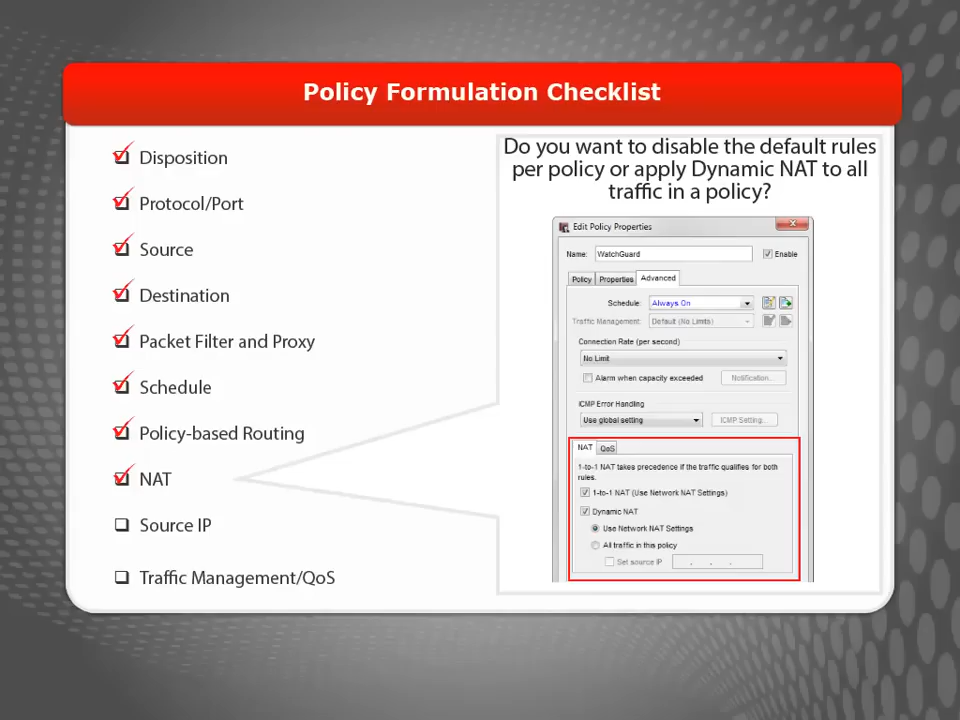 Policy Formulation Checklist
Disposition
Protocol/Port
Source
Destination
Packet Filter and Proxy
Schedule
Policy-based Routing
NAT
Source IP
Traffic Management/QoS
Do you want to disable the default rules
per policy or apply Dynamic NAT to all
traffic in a policy?
Edit Policy Properties
Name: WatchGuard Enable
Policy Properties Advanced
Schedule: Always On
Traffic Management: Default (No Limits)
Connection Rate (per second)
No Limit
Alarm when capacity exceeded Notification...
ICMP Error Handling
Use global setting ICMP Setting...
NAT QoS
1-to-1 NAT takes precedence if the traffic qualifies for both
rules.
1-to-1 NAT (Use Network NAT Settings)
Dynamic NAT
Use Network NAT Settings
All traffic in this policy
Set source IP . . .